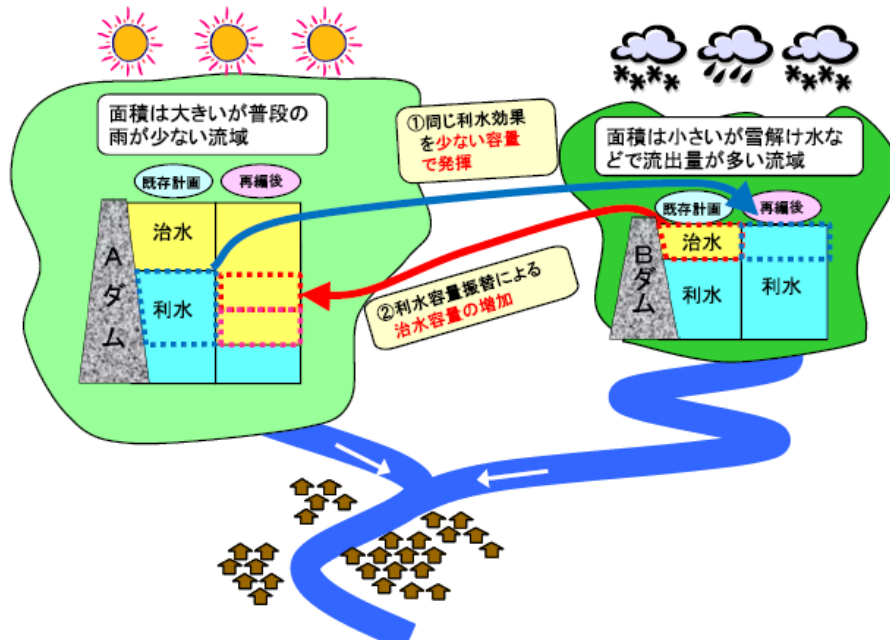 面積は大きいが普段の
雨が少ない流域
既存計画
再編後
治水
利水
Aダム
①同じ利水効果
を少ない容量
で発揮
②利水容量振替による
治水容量の増加
面積は小さいが雪解け水な
どで流出量が多い流域
既存計画
再編後
治水
利水
利水
Bダム